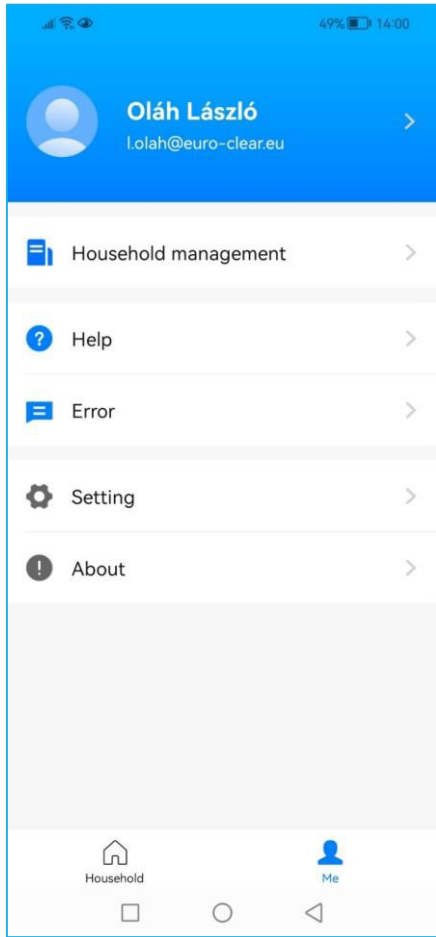 49% 14:00
Oláh László
l.olah@euro-clear.eu
Household management
Help
Error
Setting
About
Household
Me